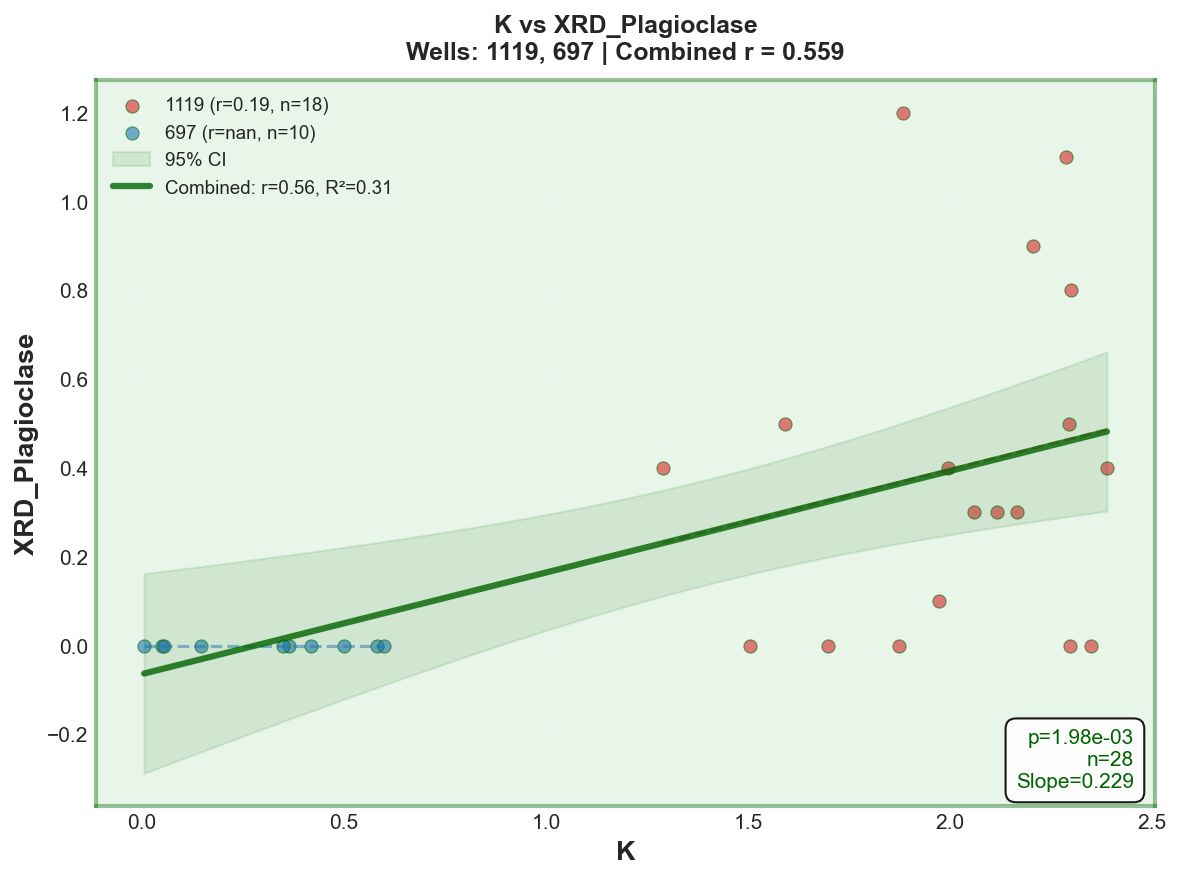 K vs XRD_Plagioclase
Wells: 1119, 697 | Combined r = 0.559
1119 (r=0.19, n=18)
697 (r=nan, n=10)
95% CI
Combined: r=0.56, R²=0.31
XRD_Plagioclase
1.2
1.0
0.8
0.6
0.4
0.2
0.0
−0.2
p=1.98e-03
n=28
Slope=0.229
0.0
0.5
1.0
1.5
2.0
2.5
K